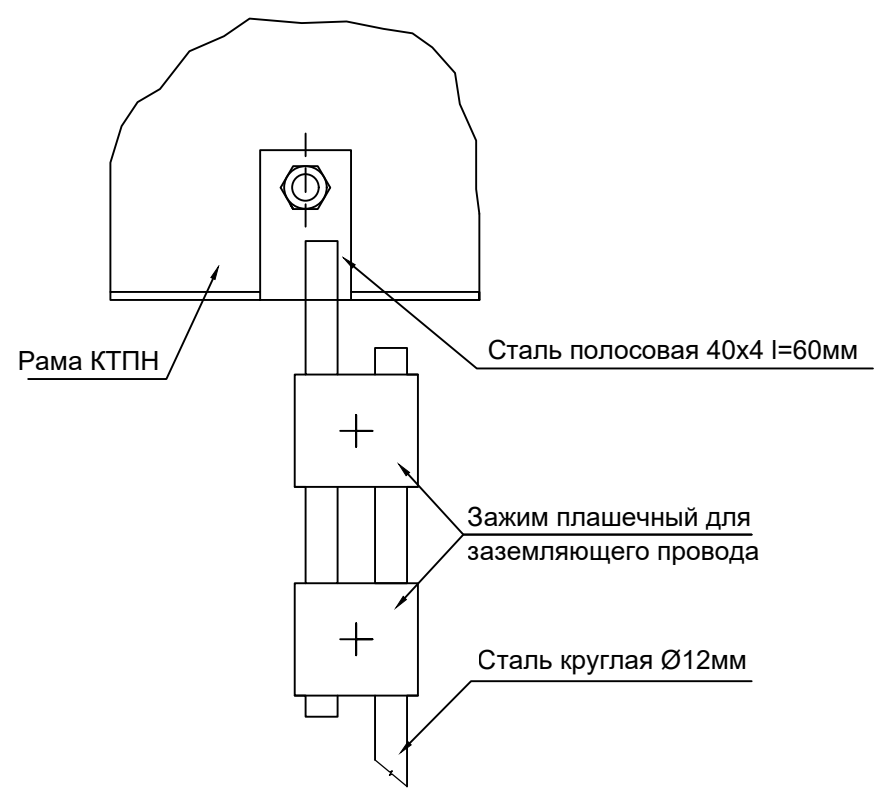 Рама КТПН
Сталь полосовая 40х4 l=60мм
Зажим плашечный для
заземляющего провода
Сталь круглая Ø12мм